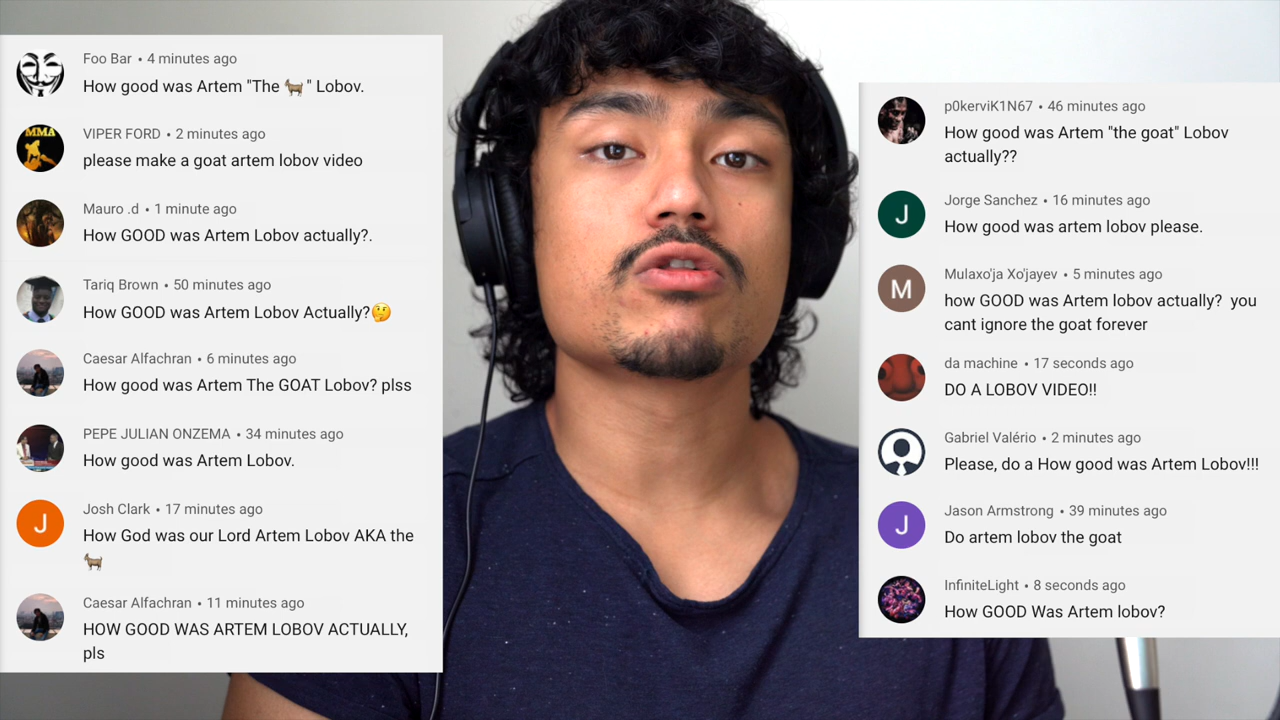 Foo Bar • 4 minutes ago
How good was Artem "The 🐐" Lobov.
MMA
VIPER FORD • 2 minutes ago
please make a goat artem lobov video
Mauro .d • 1 minute ago
How GOOD was Artem Lobov actually?.
Tariq Brown • 50 minutes ago
How GOOD was Artem Lobov Actually?🤔
Caesar Alfachran • 6 minutes ago
How good was Artem The GOAT Lobov? plss
PEPE JULIAN ONZEMA • 34 minutes ago
How good was Artem Lobov.
J
Josh Clark • 17 minutes ago
How God was our Lord Artem Lobov AKA the
🐐
Caesar Alfachran • 11 minutes ago
HOW GOOD WAS ARTEM LOBOV ACTUALLY,
pls
p0kerviK1N67 • 46 minutes ago
How good was Artem "the goat" Lobov
actually??
J
Jorge Sanchez • 16 minutes ago
How good was artem lobov please.
M
Mulaxo'ja Xo'jayev • 5 minutes ago
how GOOD was Artem lobov actually? you
cant ignore the goat forever
da machine • 17 seconds ago
DO A LOBOV VIDEO!!
Gabriel Valério • 2 minutes ago
Please, do a How good was Artem Lobov!!!
J
Jason Armstrong • 39 minutes ago
Do artem lobov the goat
InfiniteLight • 8 seconds ago
How GOOD Was Artem lobov?